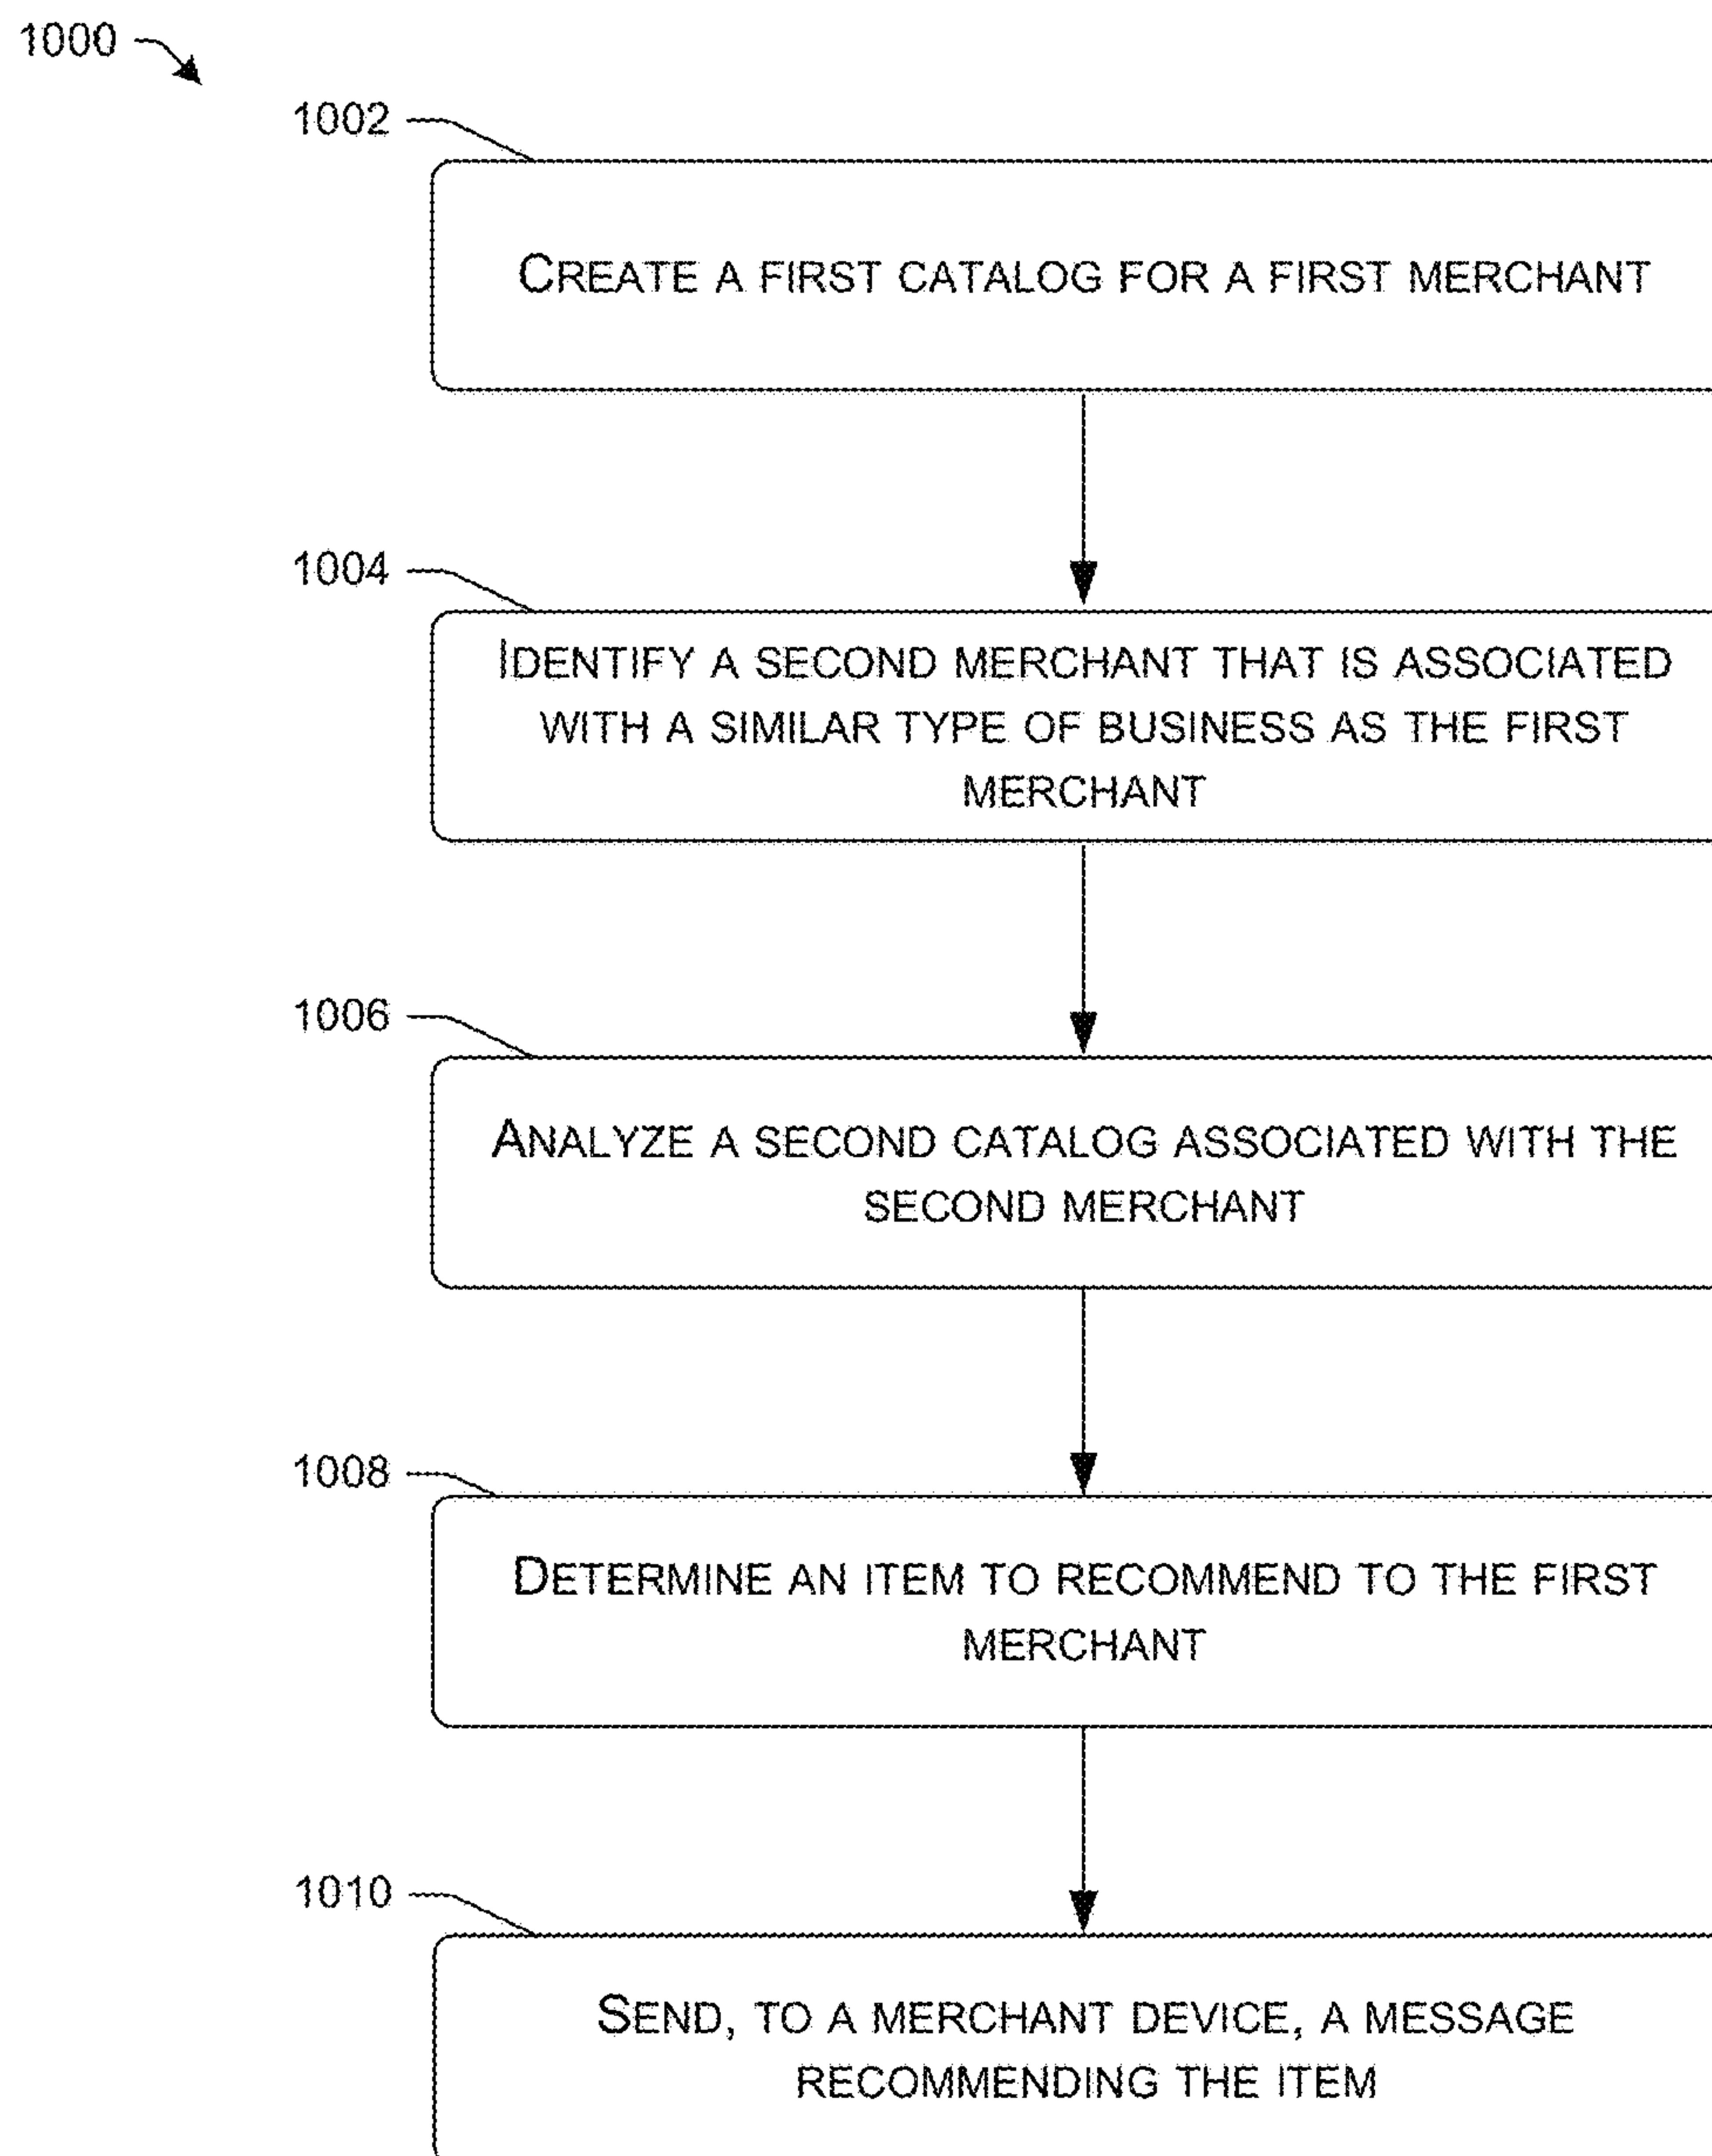 1000
1002
CREATE A FIRST CATALOG FOR A FIRST MERCHANT
1004
IDENTIFY A SECOND MERCHANT THAT IS ASSOCIATED
WITH A SIMILAR TYPE OF BUSINESS AS THE FIRST
MERCHANT
1006
ANALYZE A SECOND CATALOG ASSOCIATED WITH THE
SECOND MERCHANT
1008
DETERMINE AN ITEM TO RECOMMEND TO THE FIRST
MERCHANT
1010
SEND, TO A MERCHANT DEVICE, A MESSAGE
RECOMMENDING THE ITEM